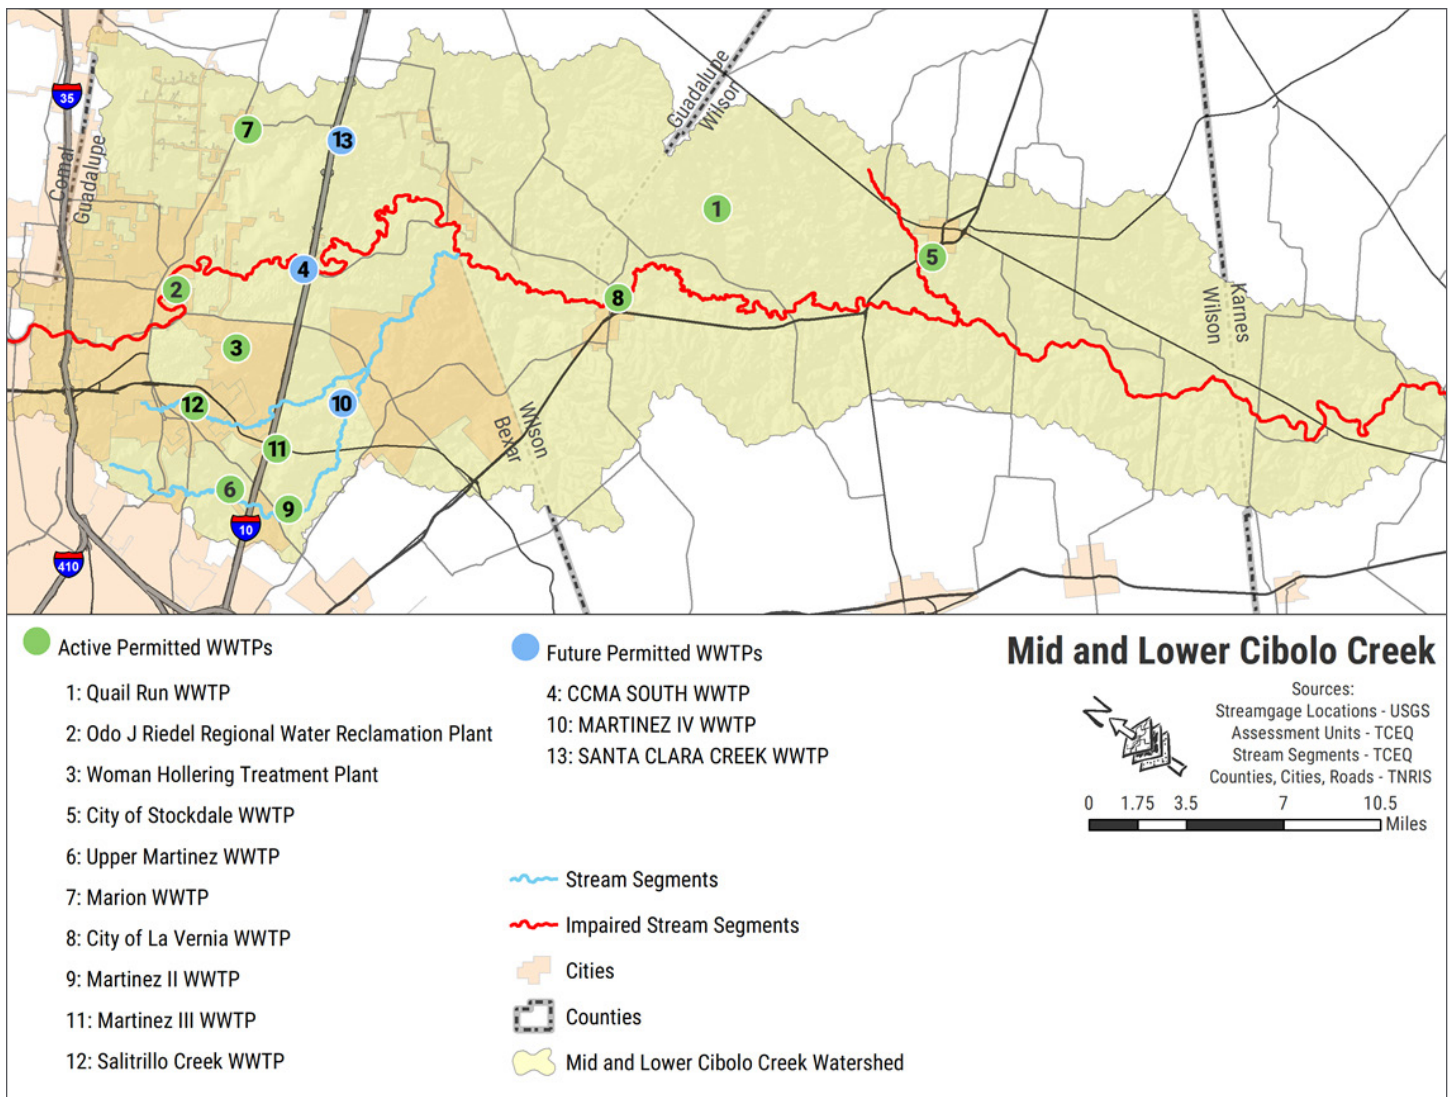 35
Comal
Guadalupe
7
13
Guadalupe
Wilson
1
2
4
5
8
3
12
10
11
6
9
10
410
Wilson
Bexar
Karnes
Wilson
Active Permitted WWTPs
1: Quail Run WWTP
2: Odo J Riedel Regional Water Reclamation Plant
3: Woman Hollering Treatment Plant
5: City of Stockdale WWTP
6: Upper Martinez WWTP
7: Marion WWTP
8: City of La Vernia WWTP
9: Martinez II WWTP
11: Martinez III WWTP
12: Salitrillo Creek WWTP
Future Permitted WWTPs
4: CCMA SOUTH WWTP
10: MARTINEZ IV WWTP
13: SANTA CLARA CREEK WWTP
Stream Segments
Impaired Stream Segments
Cities
Counties
Mid and Lower Cibolo Creek Watershed
Mid and Lower Cibolo Creek
Sources:
Streamgage Locations - USGS
Assessment Units - TCEQ
Stream Segments - TCEQ
Counties, Cities, Roads - TNRIS
N
0 1.75 3.5 7 10.5
Miles